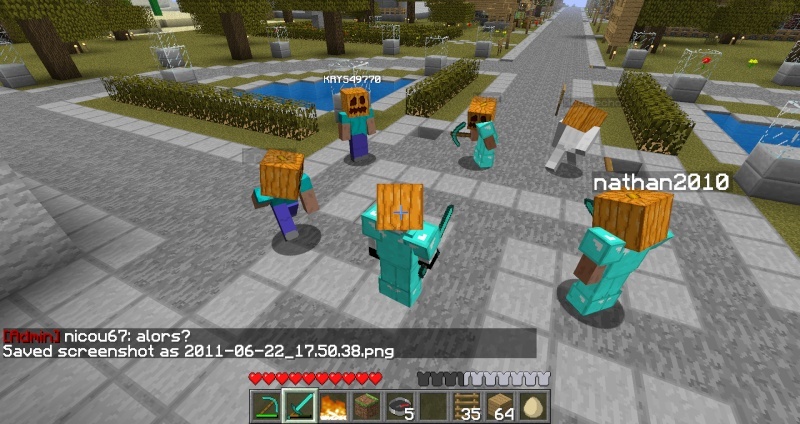 KAYS49770
nathan2010
[Admin] nicou67: alors?
Saved screenshot as 2011-06-22_17.50.38.png
5
35
64